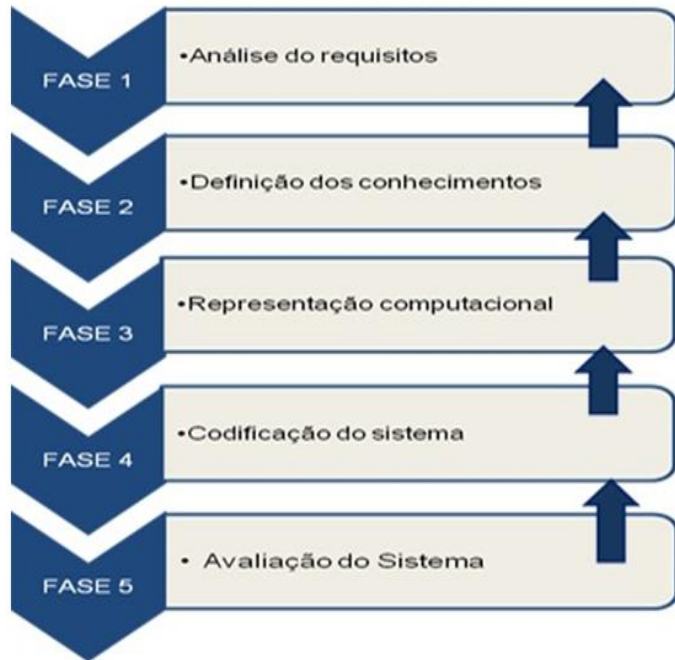 FASE 1
•Análise do requisitos
FASE 2
•Definição dos conhecimentos
FASE 3
•Representação computacional
FASE 4
•Codificação do sistema
FASE 5
• Avaliação do Sistema